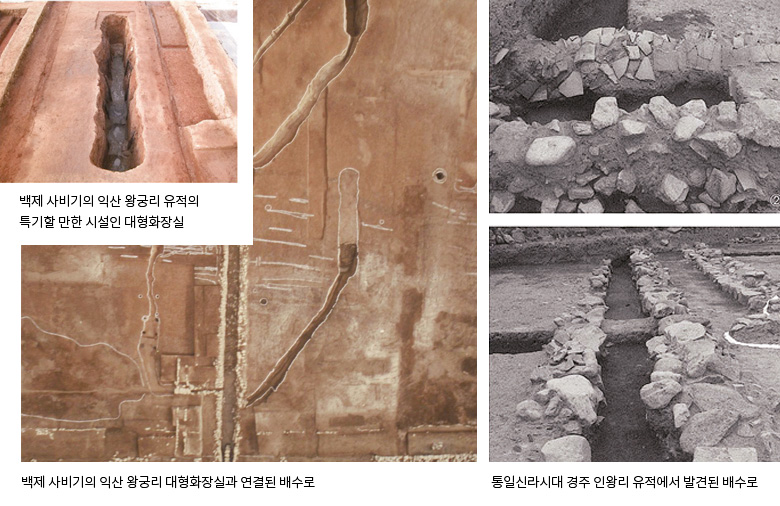 백제 사비기의 익산 왕궁리 유적의
특기할 만한 시설인 대형화장실
②
백제 사비기의 익산 왕궁리 대형화장실과 연결된 배수로
통일신라시대 경주 인왕리 유적에서 발견된 배수로